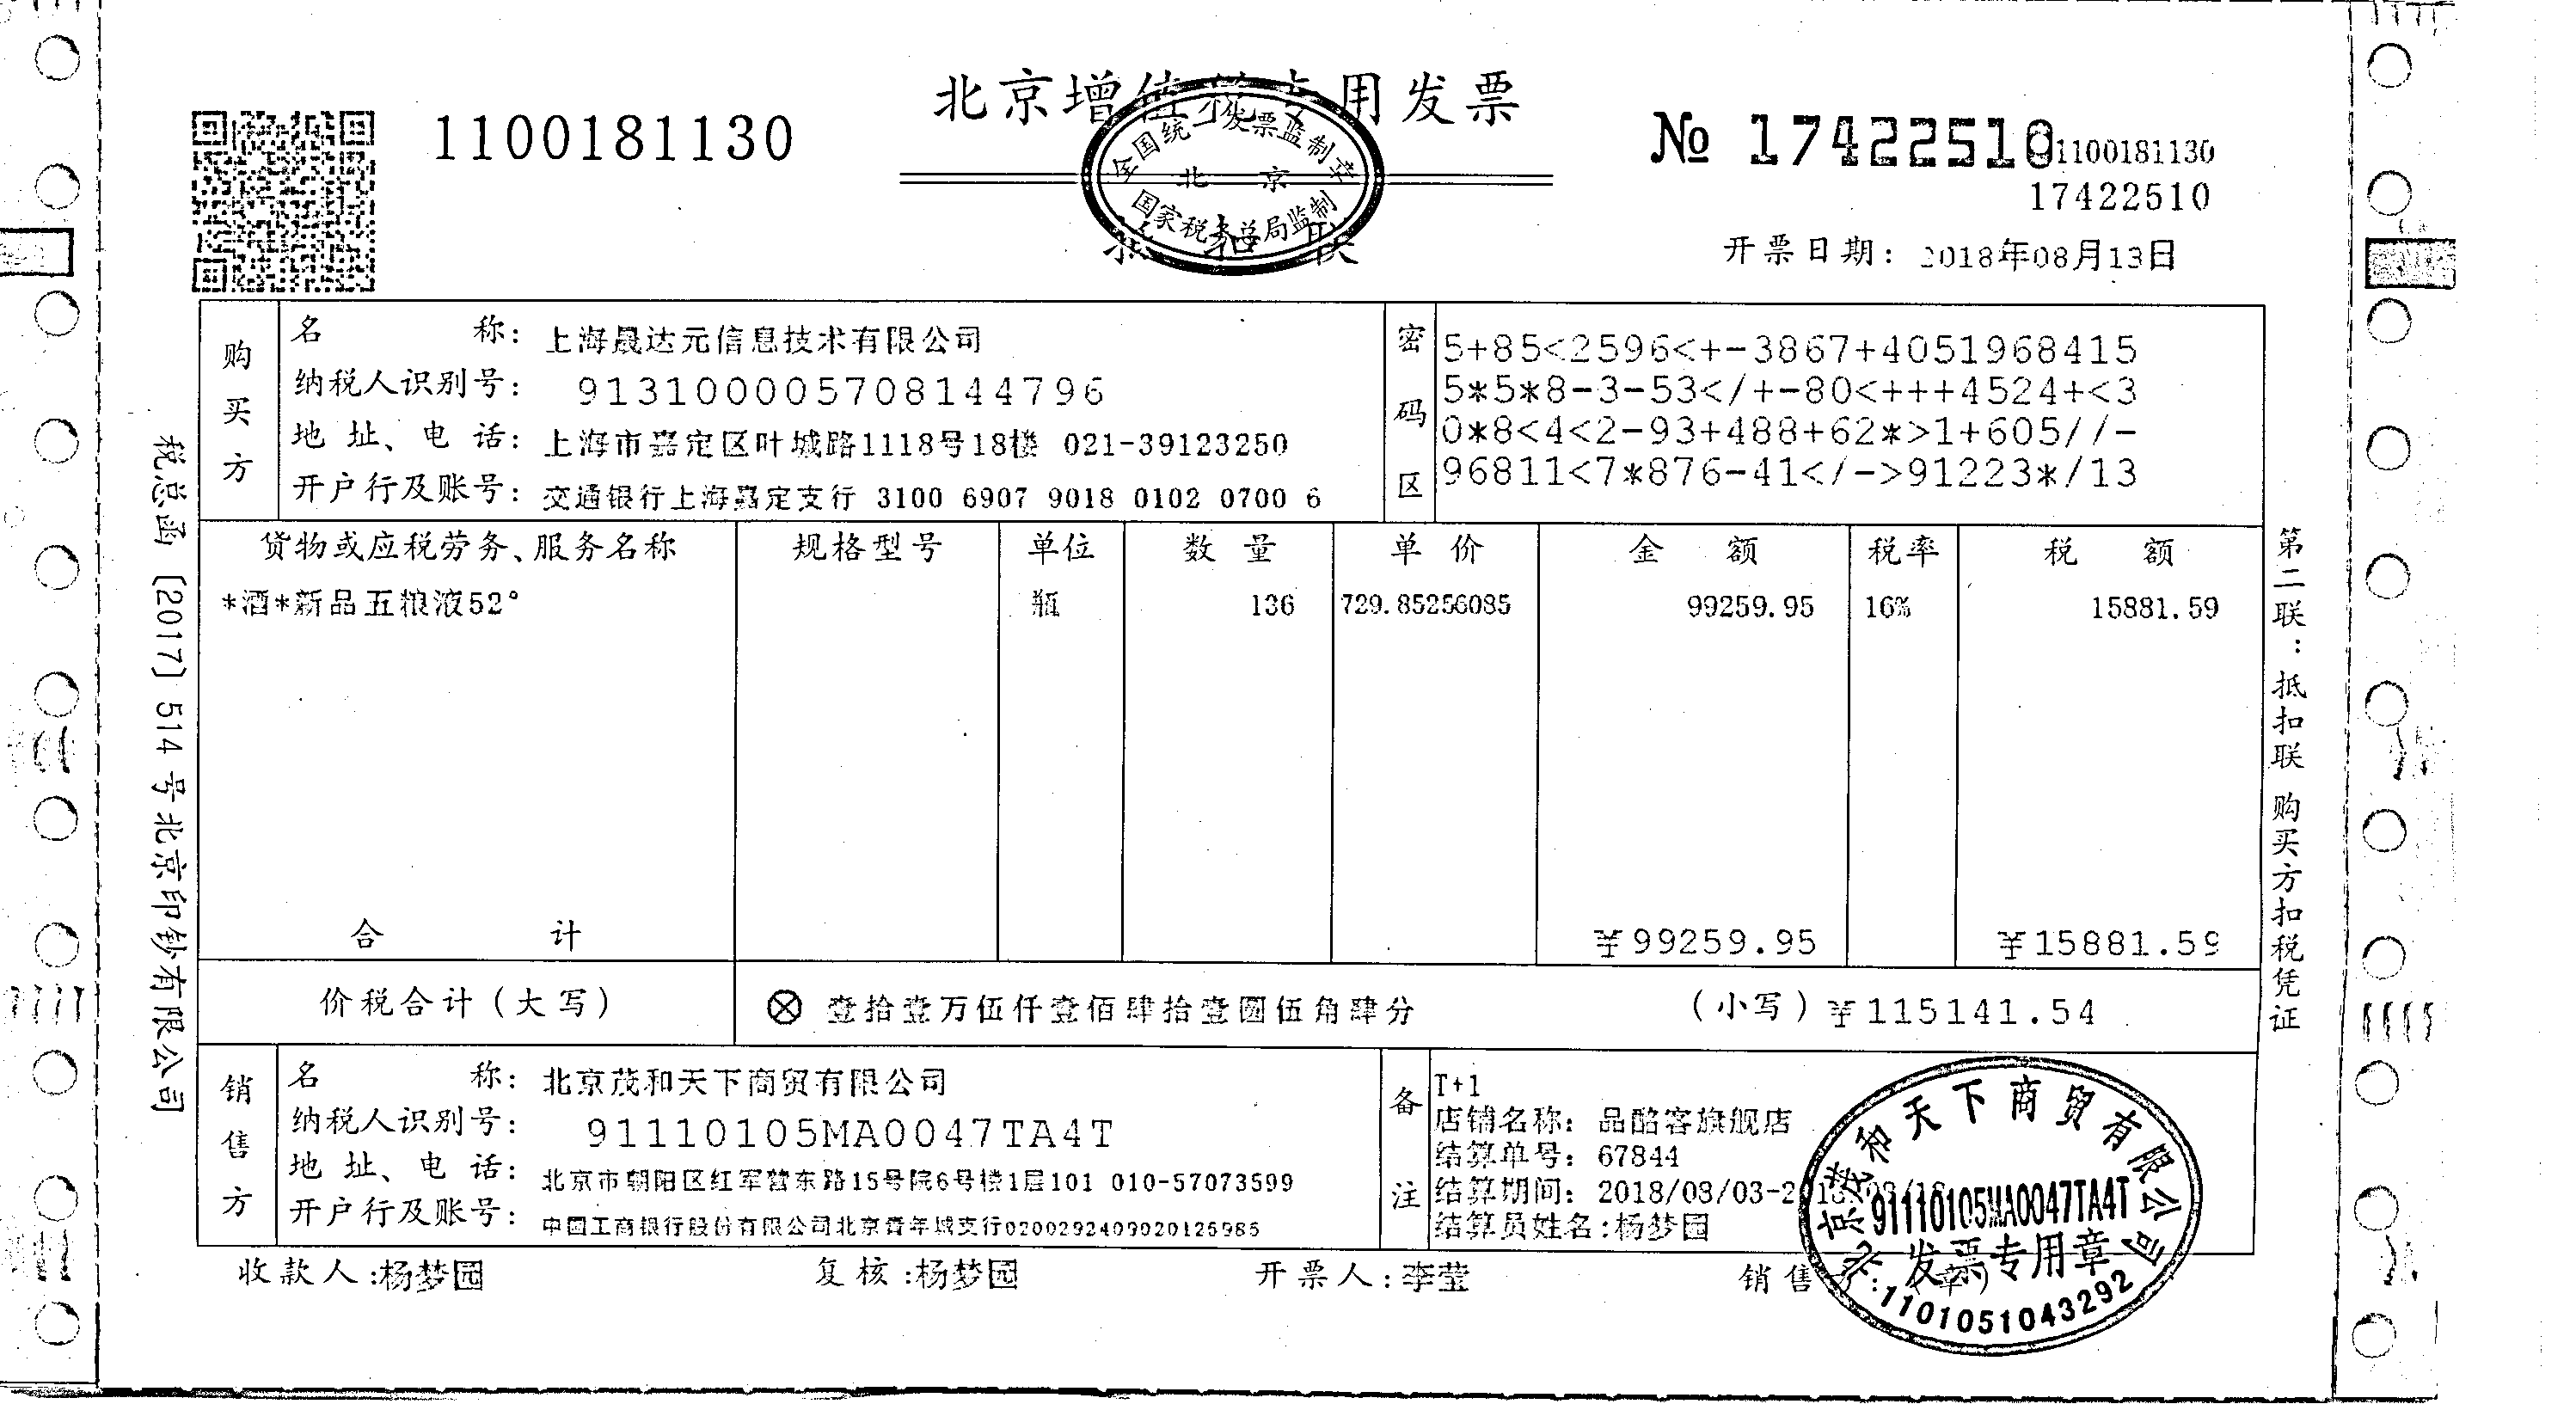 北京增值税专用发票
1100181130
№ 17422510
1100181130
17422510
全国统一发票监制章
北京
国家税务总局监制
抵扣联
开票日期: 2018年08月13日
税总函〔2017〕514号北京印钞有限公司
购买方
名 称: 上海晟达元信息技术有限公司
纳税人识别号: 913100005708144796
地址、电话: 上海市嘉定区叶城路1118号18楼 021-39123250
开户行及账号: 交通银行上海嘉定支行 3100 6907 9018 0102 0700 6
密码区
5+85<2596<+-3867+4051968415
5*5*8-3-53</+-80<+++4524+<3
0*8<4<2-93+488+62*>1+605//-
96811<7*876-41</->91223*/13
货物或应税劳务、服务名称 规格型号 单位 数量 单价 金额 税率 税额
*酒*新品五粮液52° 瓶 136 729.85256085 99259.95 16% 15881.59
合计 ¥99259.95 ¥15881.59
价税合计(大写) ⊗ 壹拾壹万伍仟壹佰肆拾壹圆伍角肆分 (小写) ¥115141.54
销售方
名 称: 北京茂和天下商贸有限公司
纳税人识别号: 91110105MA0047TA4T
地址、电话: 北京市朝阳区红军营东路15号院6号楼1层101 010-57073599
开户行及账号: 中国工商银行股份有限公司北京青年城支行0200292409020125985
备注
T+1
店铺名称: 品酩客旗舰店
结算单号: 67844
结算期间: 2018/08/03-2018/08/
结算员姓名:杨梦园
收款人:杨梦园 复核:杨梦园 开票人:李莹 销售方:(章)
北京茂和天下商贸有限公司
91110105MA0047TA4T
发票专用章
1101051043292
第二联:抵扣联 购买方扣税凭证